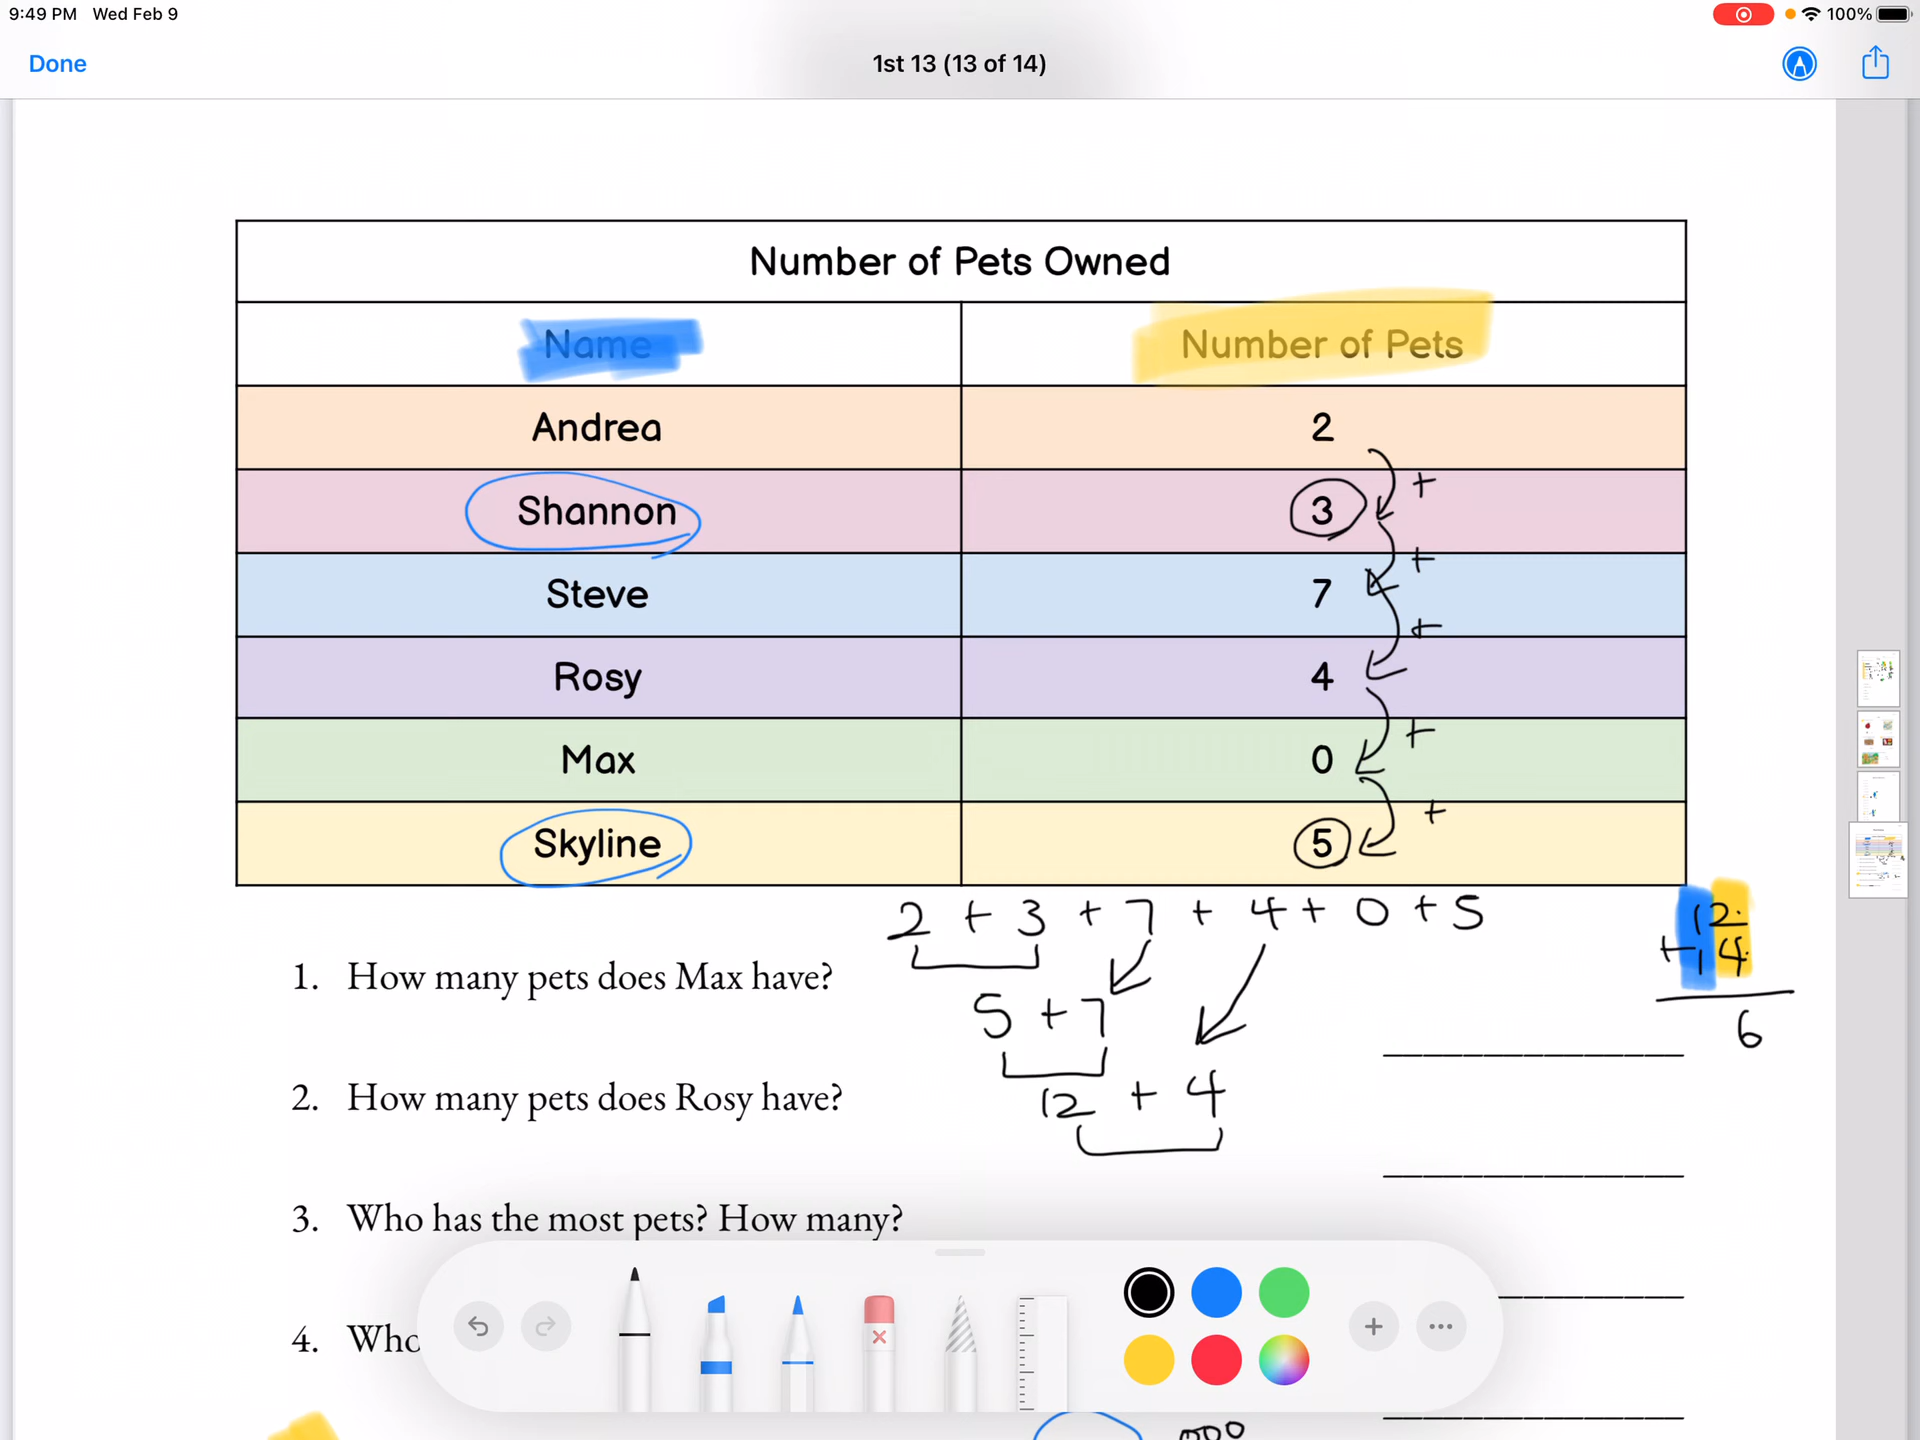 9:49 PM Wed Feb 9 100%
Done 1st 13 (13 of 14)
Number of Pets Owned
Name Number of Pets
Andrea 2
+
Shannon 3
+
Steve 7
+
Rosy 4
+
Max 0
+
Skyline 5
2 + 3 + 7 + 4 + 0 + 5
12
+ 14
6
1. How many pets does Max have?
5 + 7
2. How many pets does Rosy have?
12 + 4
3. Who has the most pets? How many?
4. Who